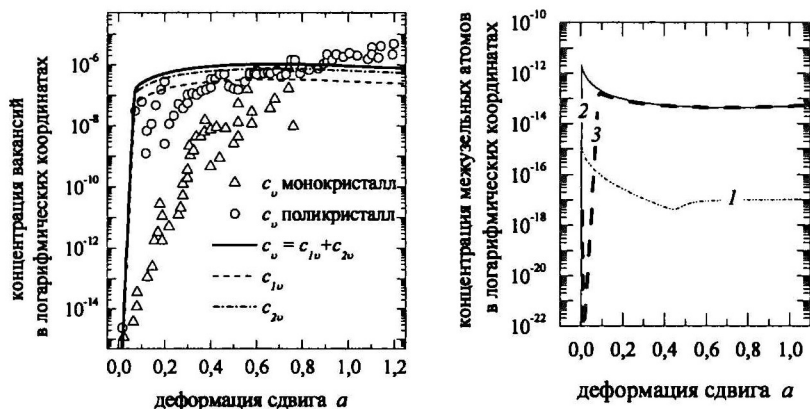 концентрация вакансий
в логарифмических координатах
10⁻⁶
10⁻⁸
10⁻¹⁰
10⁻¹²
10⁻¹⁴
c_υ монокристалл
c_υ поликристалл
c_υ = c_1υ + c_2υ
c_1υ
c_2υ
0,0 0,2 0,4 0,6 0,8 1,0 1,2
деформация сдвига a
концентрация межузельных атомов
в логарифмических координатах
10⁻¹⁰
10⁻¹²
10⁻¹⁴
10⁻¹⁶
10⁻¹⁸
10⁻²⁰
10⁻²²
2
3
1
0,0 0,2 0,4 0,6 0,8 1,0
деформация сдвига a